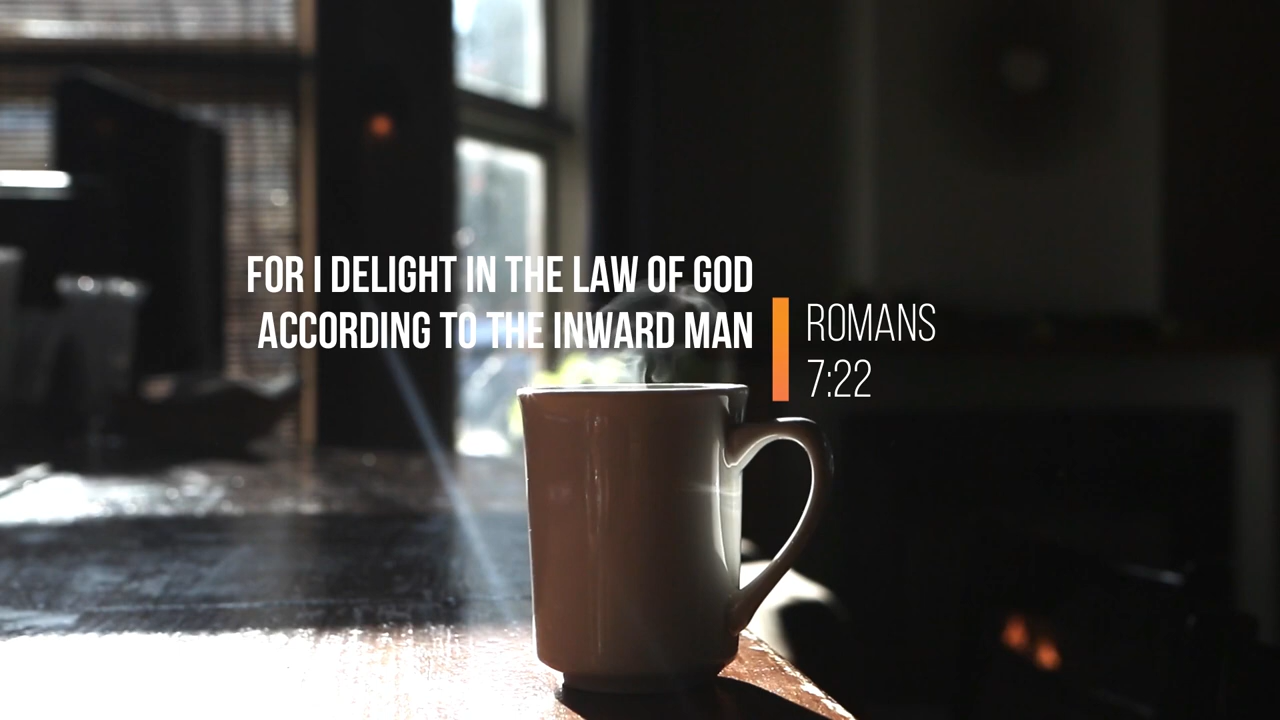 FOR I DELIGHT IN THE LAW OF GOD
ACCORDING TO THE INWARD MAN
ROMANS
7:22